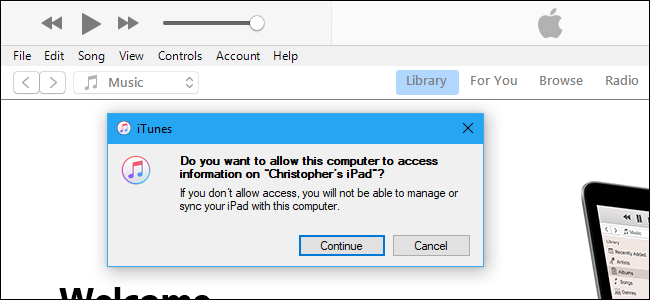 File Edit Song View Controls Account Help
Music Library For You Browse Radio
iTunes
Do you want to allow this computer to access
information on "Christopher's iPad"?
If you don't allow access, you will not be able to manage or
sync your iPad with this computer.
Continue Cancel
Music
Library
Recently Added
Artists
Albums
Songs
Genres
Welcome